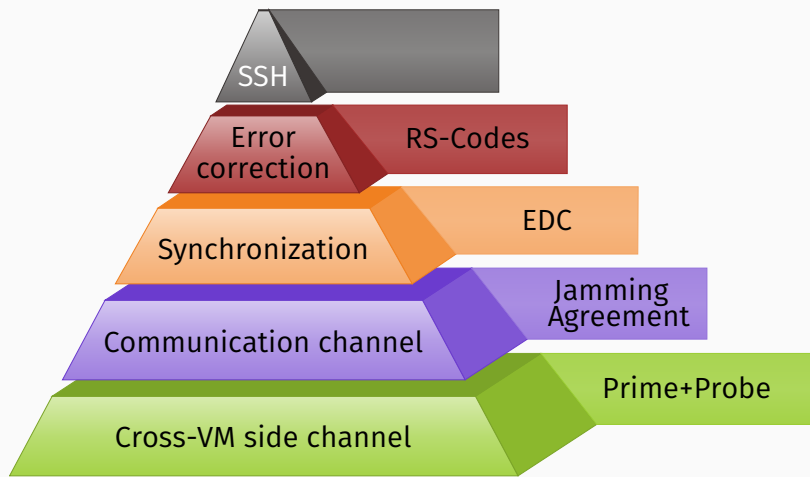 SSH
Error
correction
RS-Codes
Synchronization
EDC
Communication channel
Jamming
Agreement
Cross-VM side channel
Prime+Probe